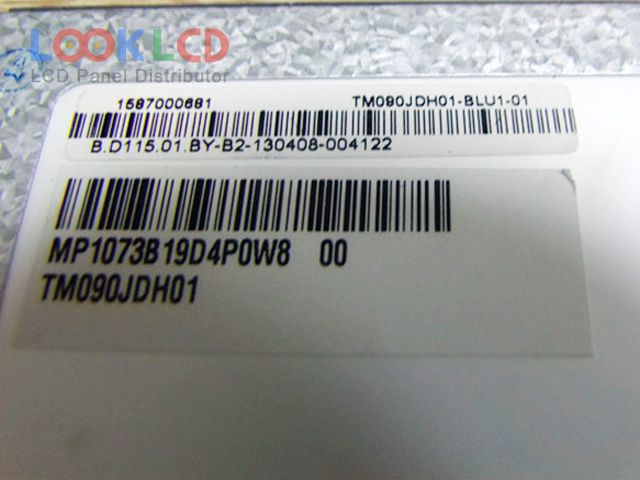 LOOKLCD
LCD Panel Distributor
1587000681 TM090JDH01-BLU1-01
B.D115.01.BY-B2-130408-004122
MP1073B19D4P0W8 00
TM090JDH01